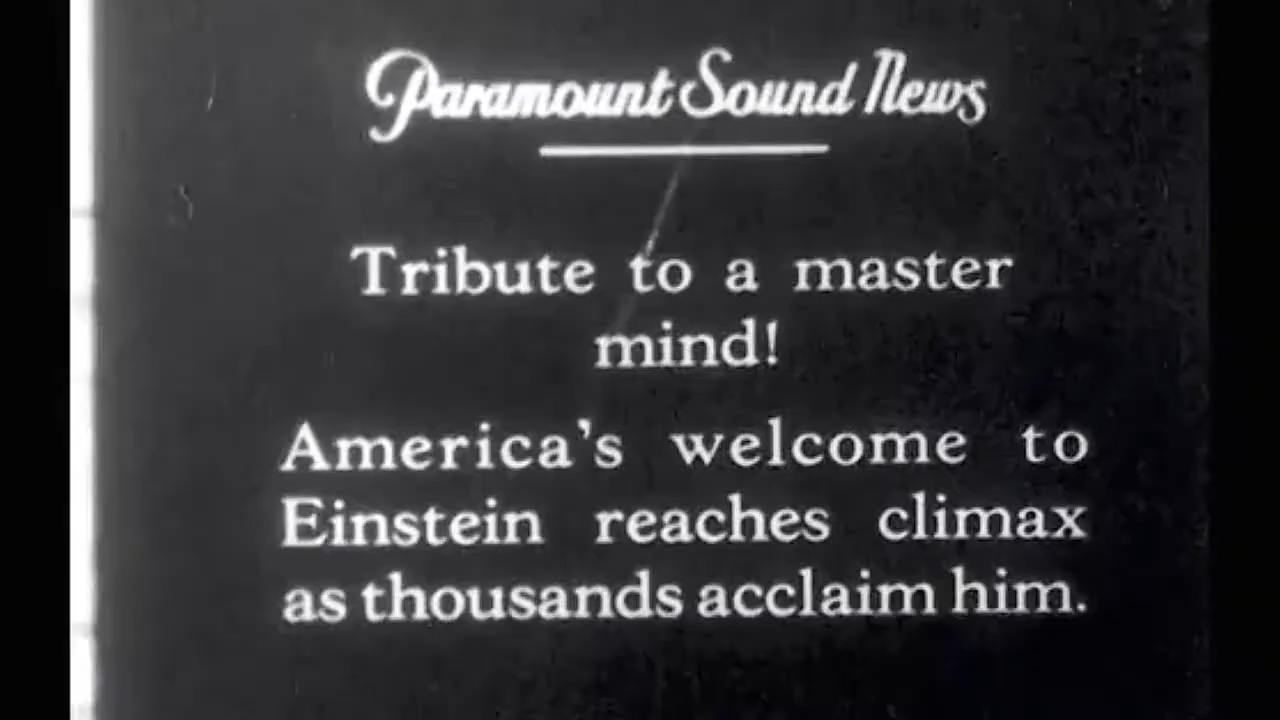 Paramount Sound News
Tribute to a master
mind!
America's welcome to
Einstein reaches climax
as thousands acclaim him.